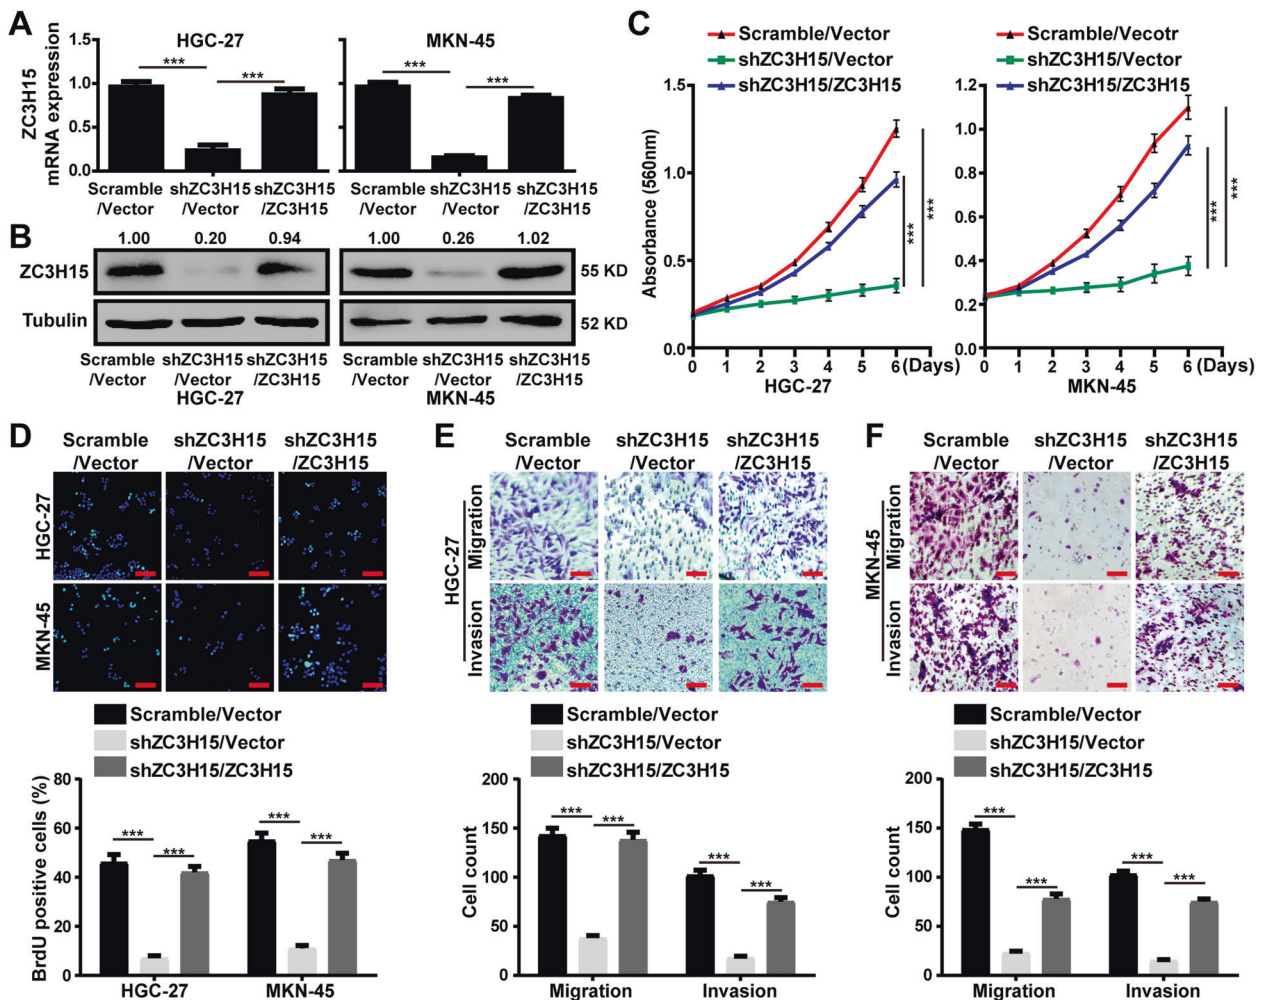 A
HGC-27
MKN-45
ZC3H15
mRNA expression
1.5
1.0
0.5
0.0
***
***
***
***
Scramble
/Vector
shZC3H15
/Vector
shZC3H15
/ZC3H15
Scramble
/Vector
shZC3H15
/Vector
shZC3H15
/ZC3H15
B
1.00 0.20 0.94
1.00 0.26 1.02
ZC3H15
55 KD
Tubulin
52 KD
Scramble
/Vector
shZC3H15
/Vector
shZC3H15
/ZC3H15
HGC-27
Scramble
/Vector
shZC3H15
/Vector
shZC3H15
/ZC3H15
MKN-45
C
Scramble/Vector
shZC3H15/Vector
shZC3H15/ZC3H15
Absorbance (560nm)
1.5
1.0
0.5
0.0
***
***
0 1 2 3 4 5 6 (Days)
HGC-27
Scramble/Vecotr
shZC3H15/Vector
shZC3H15/ZC3H15
1.2
1.0
0.8
0.6
0.4
0.2
0.0
***
***
0 1 2 3 4 5 6 (Days)
MKN-45
D
Scramble
/Vector
shZC3H15
/Vector
shZC3H15
/ZC3H15
HGC-27
MKN-45
Scramble/Vector
shZC3H15/Vector
shZC3H15/ZC3H15
BrdU positive cells (%)
80
60
40
20
0
***
***
***
***
HGC-27 MKN-45
E
Scramble
/Vector
shZC3H15
/Vector
shZC3H15
/ZC3H15
HGC-27
Migration
Invasion
Scramble/Vector
shZC3H15/Vector
shZC3H15/ZC3H15
Cell count
200
150
100
50
0
***
***
***
***
Migration Invasion
F
Scramble
/Vector
shZC3H15
/Vector
shZC3H15
/ZC3H15
MKN-45
Migration
Invasion
Scramble/Vector
shZC3H15/Vector
shZC3H15/ZC3H15
Cell count
200
150
100
50
0
***
***
***
***
Migration Invasion